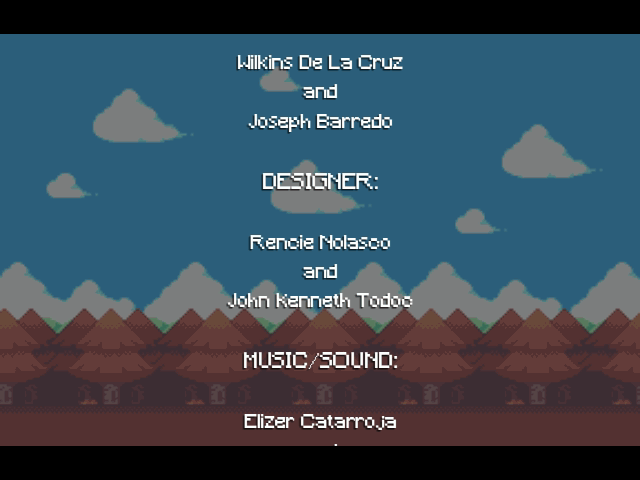 Wilkins De La Cruz
and
Joseph Barredo
DESIGNER:
Rencie Nolasco
and
John Kenneth Todoc
MUSIC/SOUND:
Elizer Catarroja